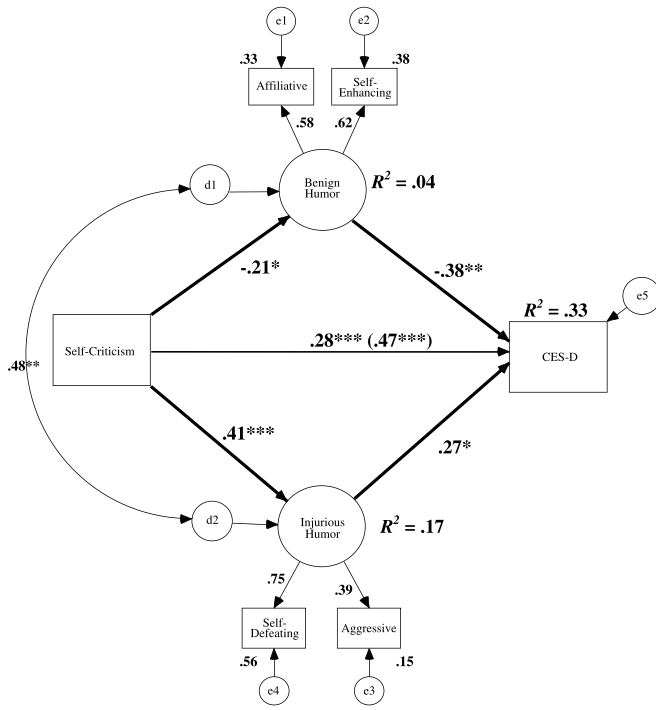 e1
e2
.33
.38
Affiliative
Self-
Enhancing
.58
.62
d1
Benign
Humor
R² = .04
-.21*
-.38**
e5
R² = .33
Self-Criticism
.28*** (.47***)
CES-D
.48**
.41***
.27*
d2
Injurious
Humor
R² = .17
.75
.39
Self-
Defeating
Aggressive
.56
.15
e4
e3